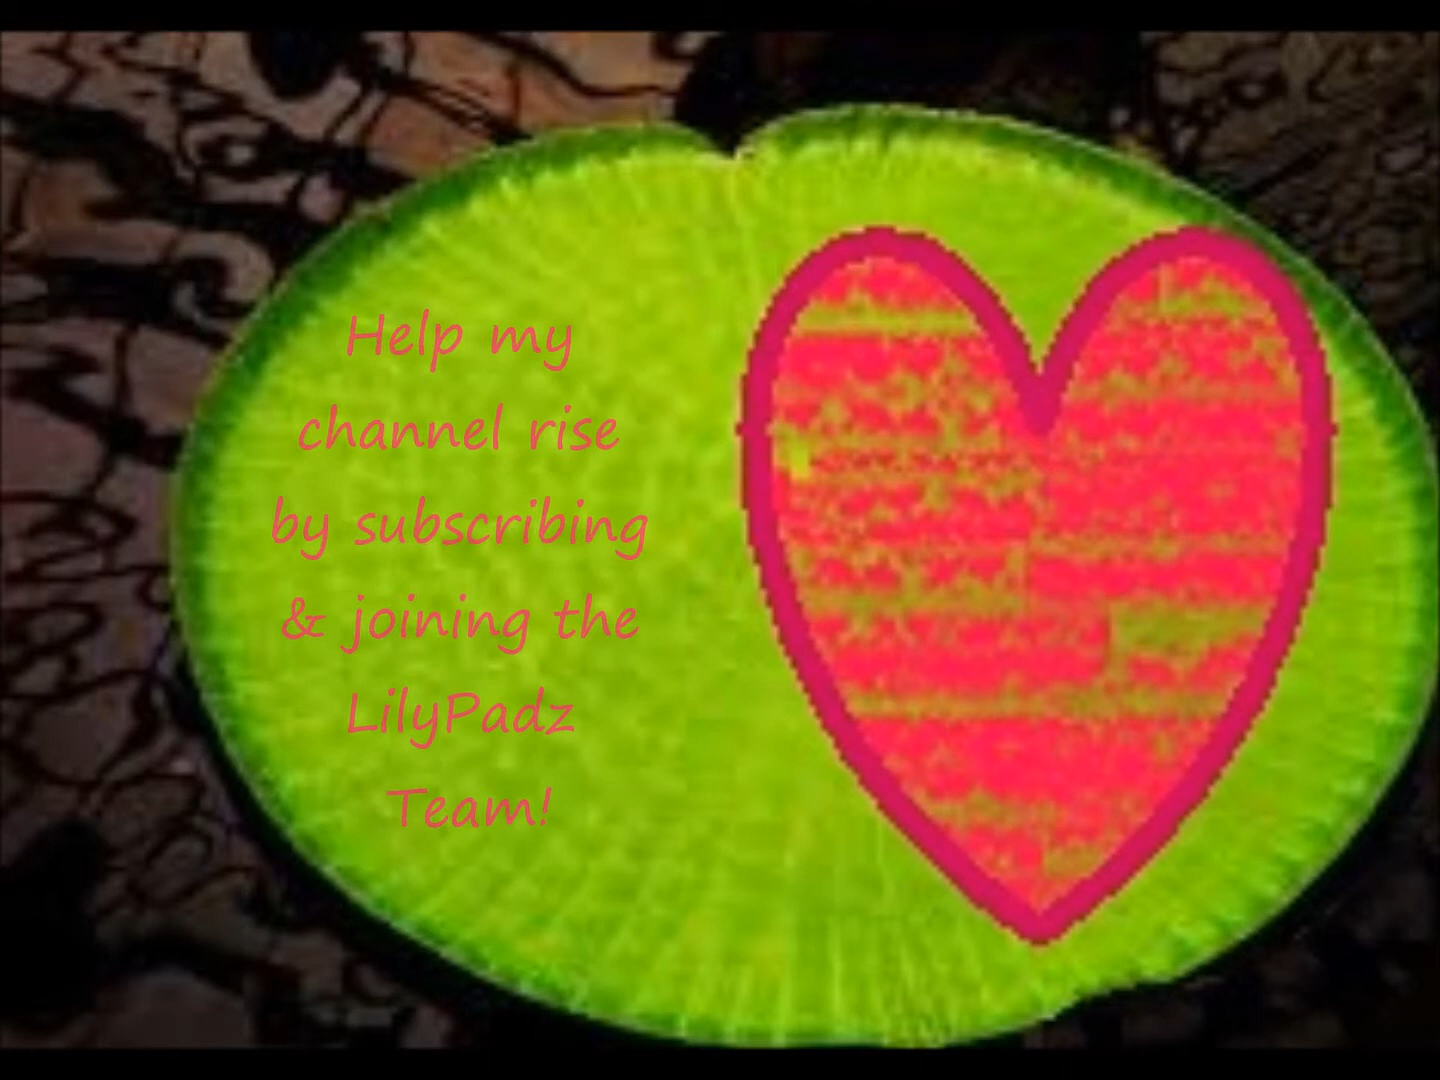 Help my
channel rise
by subscribing
& joining the
LilyPadz
Team!